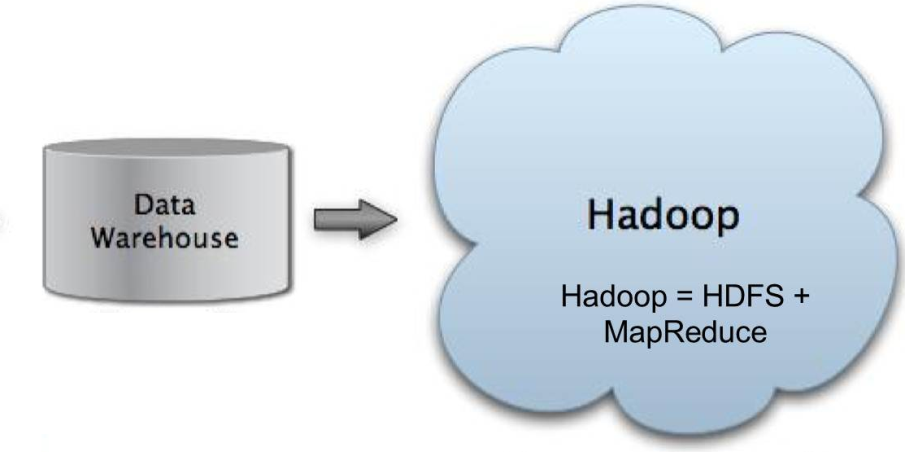 Data
Warehouse
Hadoop
Hadoop = HDFS +
MapReduce